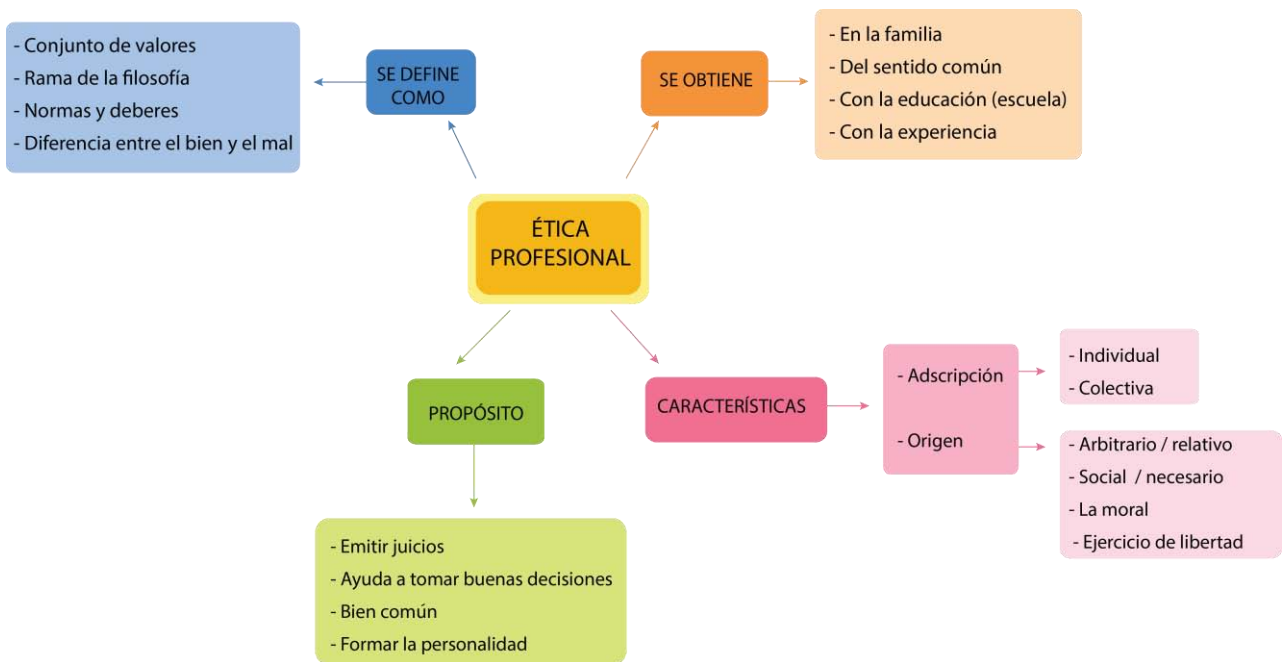 - Conjunto de valores
- Rama de la filosofía
- Normas y deberes
- Diferencia entre el bien y el mal
SE DEFINE
COMO
SE OBTIENE
- En la familia
- Del sentido común
- Con la educación (escuela)
- Con la experiencia
ÉTICA
PROFESIONAL
PROPÓSITO
- Emitir juicios
- Ayuda a tomar buenas decisiones
- Bien común
- Formar la personalidad
CARACTERÍSTICAS
- Adscripción
- Individual
- Colectiva
- Origen
- Arbitrario / relativo
- Social / necesario
- La moral
- Ejercicio de libertad